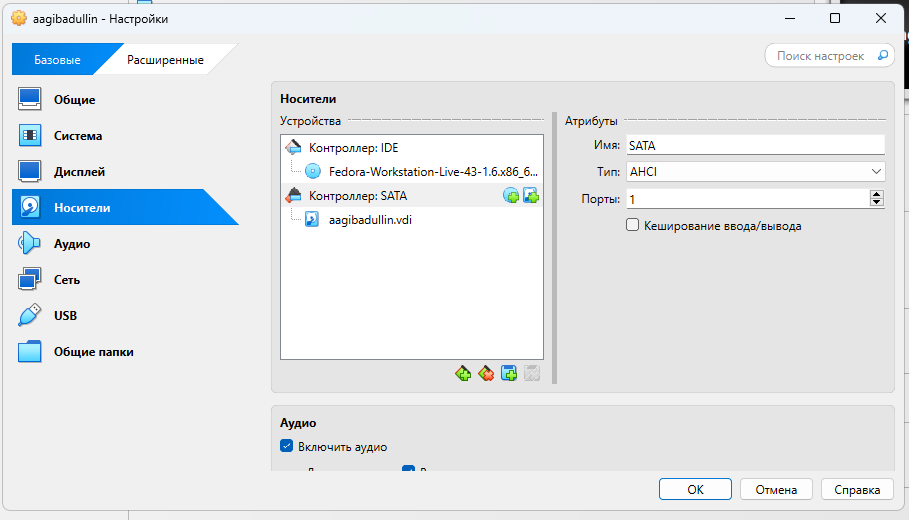 aagibadullin - Настройки
Базовые
Расширенные
Поиск настроек
Общие
Система
Дисплей
Носители
Аудио
Сеть
USB
Общие папки
Носители
Устройства
Контроллер: IDE
Fedora-Workstation-Live-43-1.6.x86_6...
Контроллер: SATA
aagibadullin.vdi
Атрибуты
Имя: SATA
Тип: AHCI
Порты: 1
Кеширование ввода/вывода
Аудио
Включить аудио
ОК
Отмена
Справка